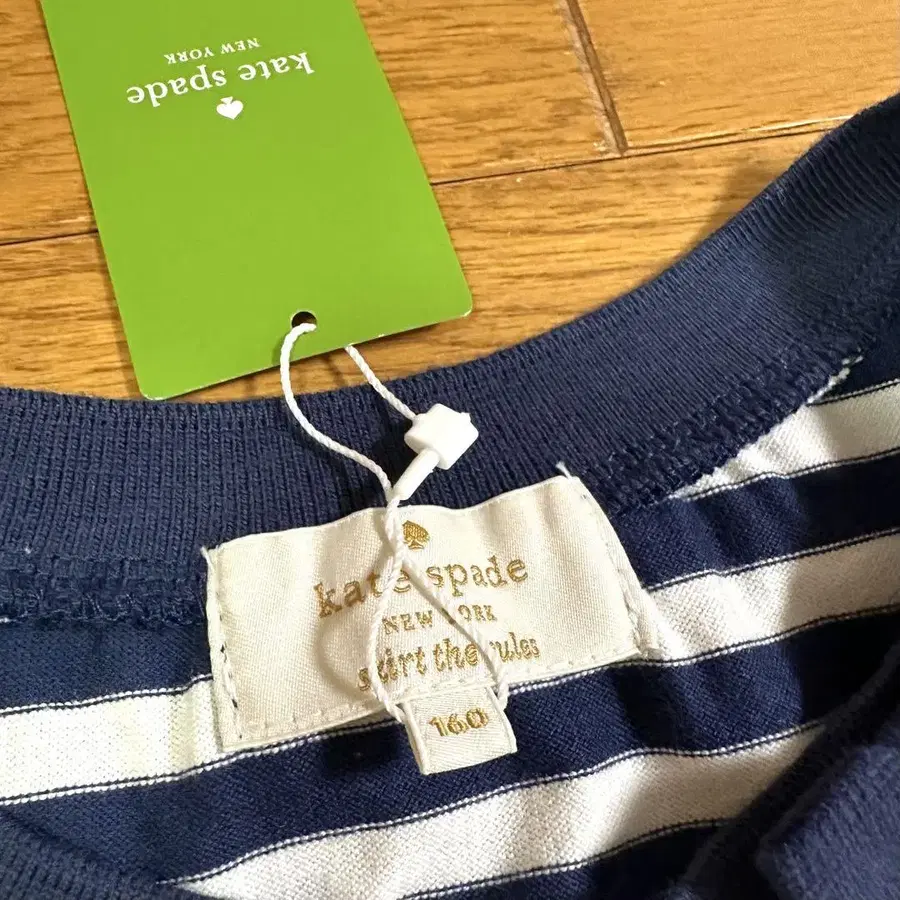 kate spade
NEW YORK
kate spade
NEW YORK
skirt the rules
160